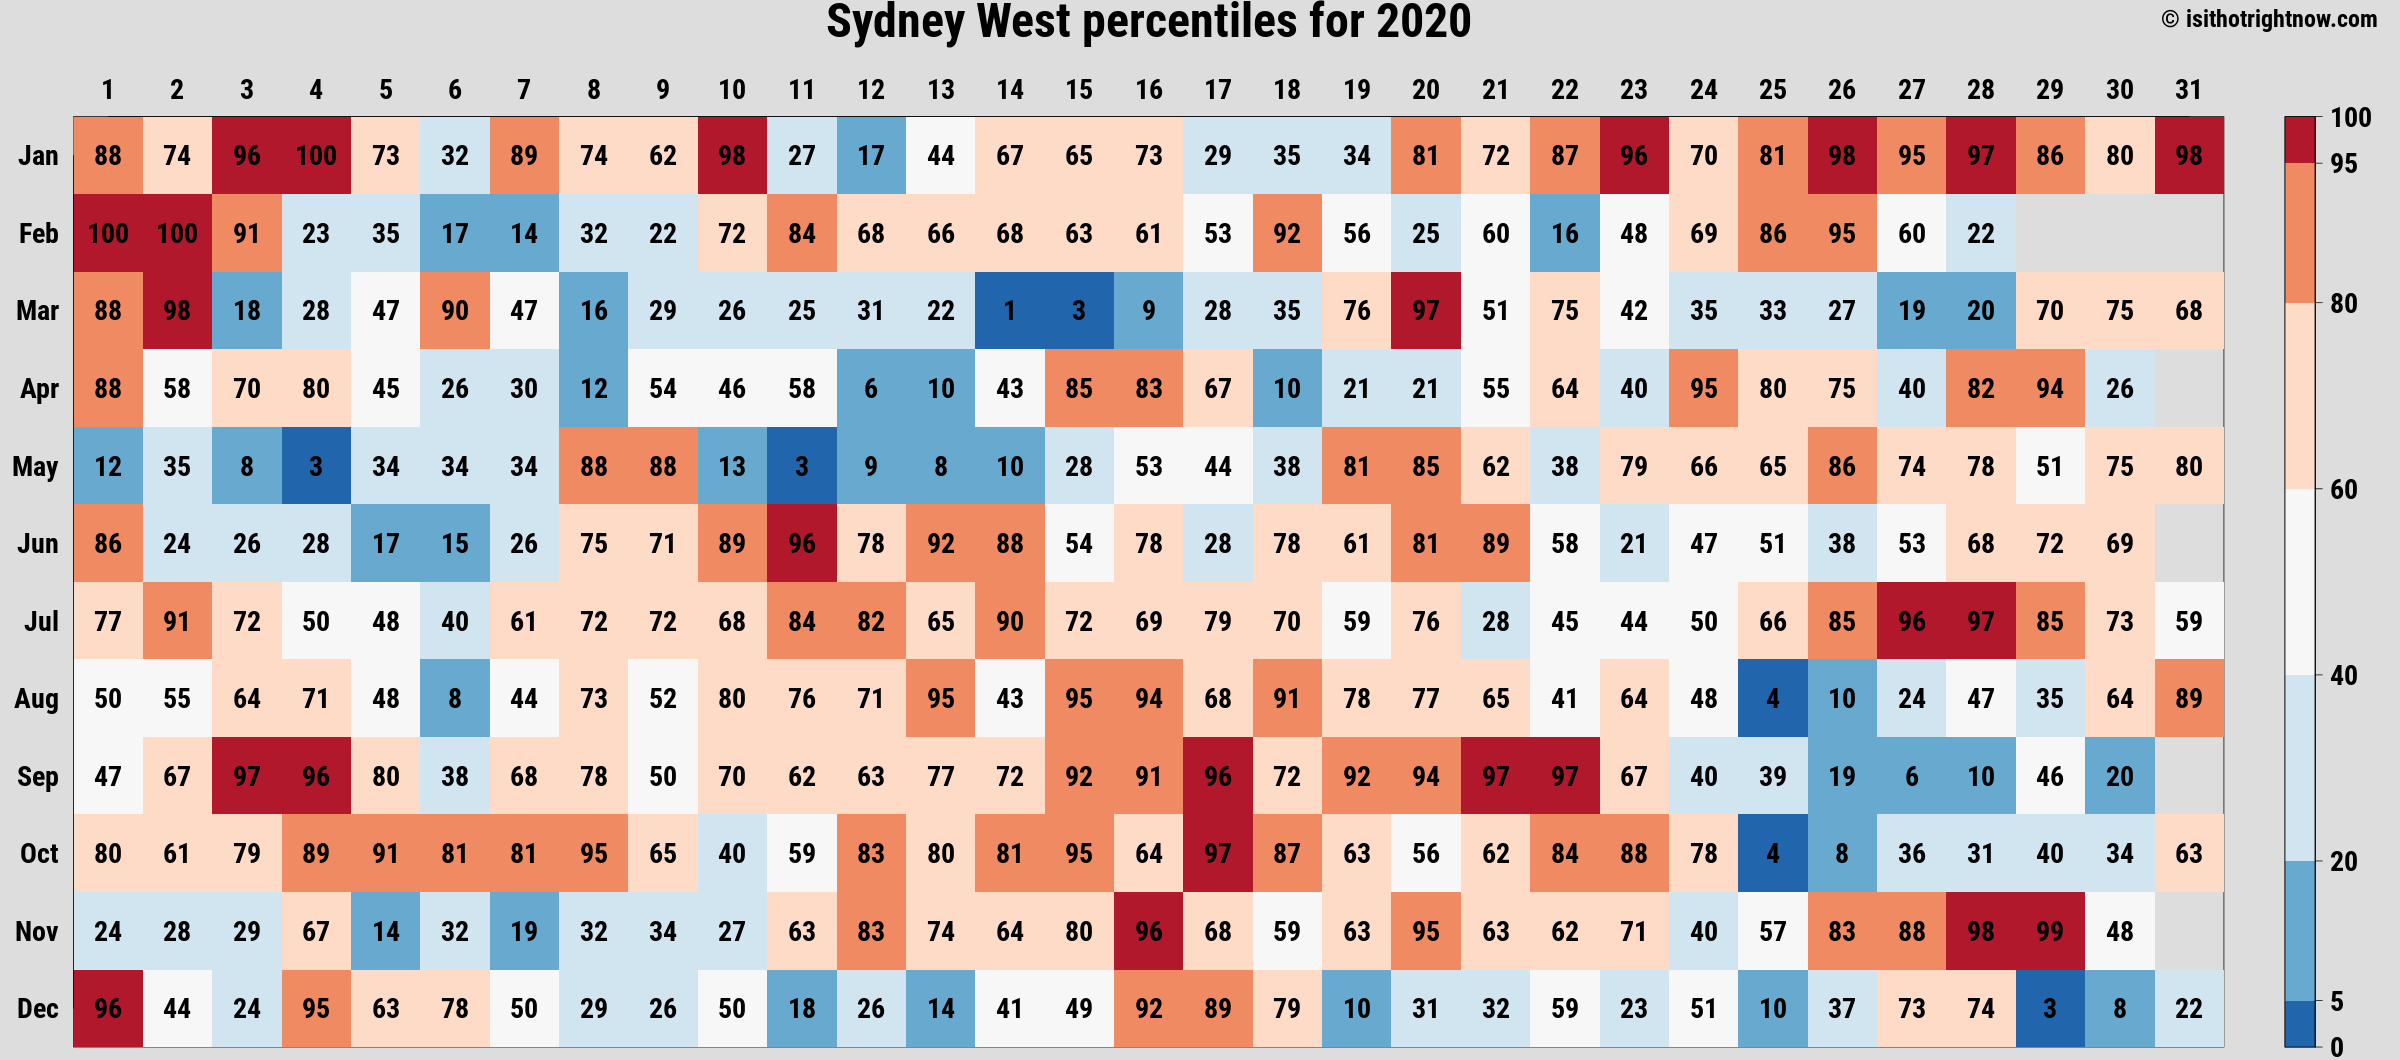 Sydney West percentiles for 2020
© isithotrightnow.com
1 2 3 4 5 6 7 8 9 10 11 12 13 14 15 16 17 18 19 20 21 22 23 24 25 26 27 28 29 30 31
Jan 88 74 96 100 73 32 89 74 62 98 27 17 44 67 65 73 29 35 34 81 72 87 96 70 81 98 95 97 86 80 98
Feb 100 100 91 23 35 17 14 32 22 72 84 68 66 68 63 61 53 92 56 25 60 16 48 69 86 95 60 22
Mar 88 98 18 28 47 90 47 16 29 26 25 31 22 1 3 9 28 35 76 97 51 75 42 35 33 27 19 20 70 75 68
Apr 88 58 70 80 45 26 30 12 54 46 58 6 10 43 85 83 67 10 21 21 55 64 40 95 80 75 40 82 94 26
May 12 35 8 3 34 34 34 88 88 13 3 9 8 10 28 53 44 38 81 85 62 38 79 66 65 86 74 78 51 75 80
Jun 86 24 26 28 17 15 26 75 71 89 96 78 92 88 54 78 28 78 61 81 89 58 21 47 51 38 53 68 72 69
Jul 77 91 72 50 48 40 61 72 72 68 84 82 65 90 72 69 79 70 59 76 28 45 44 50 66 85 96 97 85 73 59
Aug 50 55 64 71 48 8 44 73 52 80 76 71 95 43 95 94 68 91 78 77 65 41 64 48 4 10 24 47 35 64 89
Sep 47 67 97 96 80 38 68 78 50 70 62 63 77 72 92 91 96 72 92 94 97 97 67 40 39 19 6 10 46 20
Oct 80 61 79 89 91 81 81 95 65 40 59 83 80 81 95 64 97 87 63 56 62 84 88 78 4 8 36 31 40 34 63
Nov 24 28 29 67 14 32 19 32 34 27 63 83 74 64 80 96 68 59 63 95 63 62 71 40 57 83 88 98 99 48
Dec 96 44 24 95 63 78 50 29 26 50 18 26 14 41 49 92 89 79 10 31 32 59 23 51 10 37 73 74 3 8 22
100
95
80
60
40
20
5
0